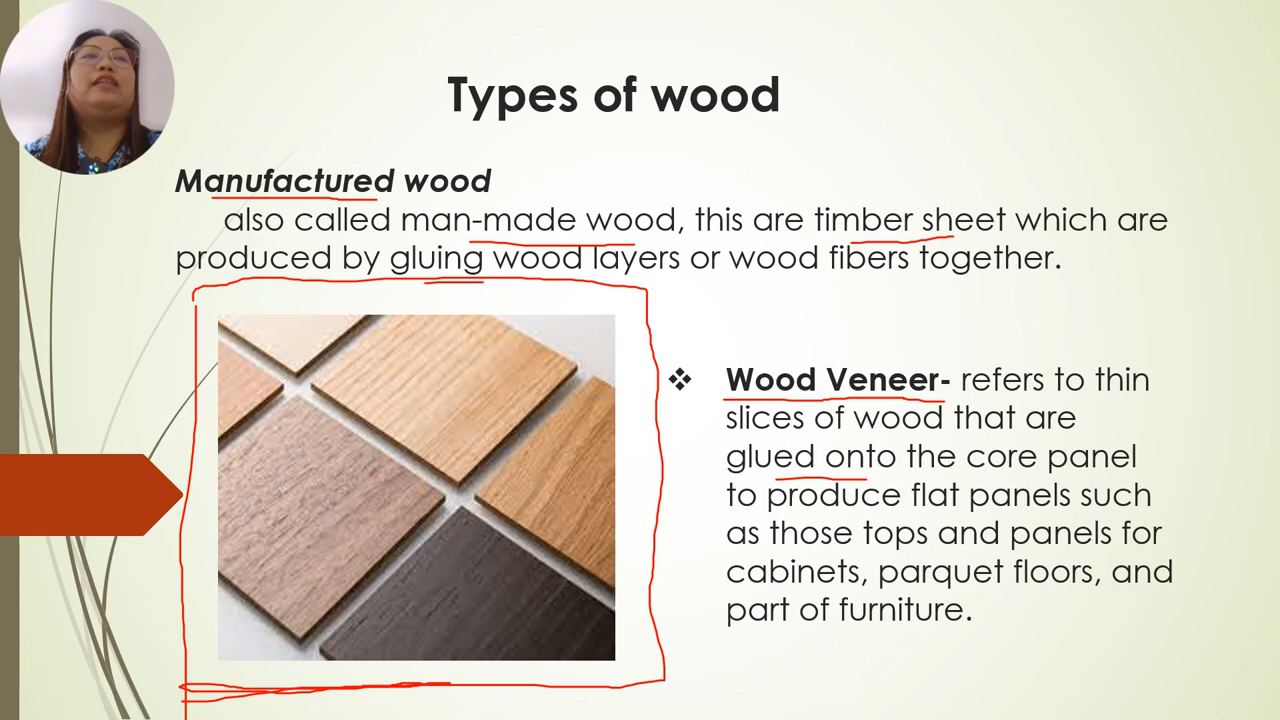 Types of wood
Manufactured wood
also called man-made wood, this are timber sheet which are
produced by gluing wood layers or wood fibers together.
❖ Wood Veneer- refers to thin
slices of wood that are
glued onto the core panel
to produce flat panels such
as those tops and panels for
cabinets, parquet floors, and
part of furniture.